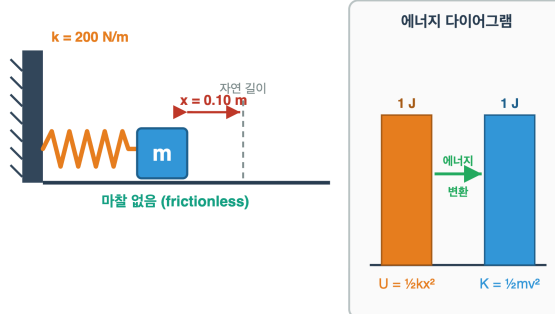 k = 200 N/m
자연 길이
x = 0.10 m
m
마찰 없음 (frictionless)
에너지 다이어그램
1 J
1 J
에너지
변환
U = ½kx²
K = ½mv²